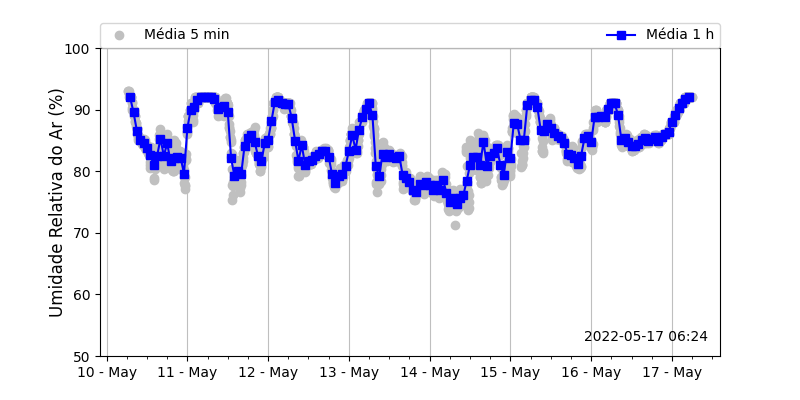 Média 5 min
Média 1 h
Umidade Relativa do Ar (%)
100
90
80
70
60
50
2022-05-17 06:24
10 - May
11 - May
12 - May
13 - May
14 - May
15 - May
16 - May
17 - May